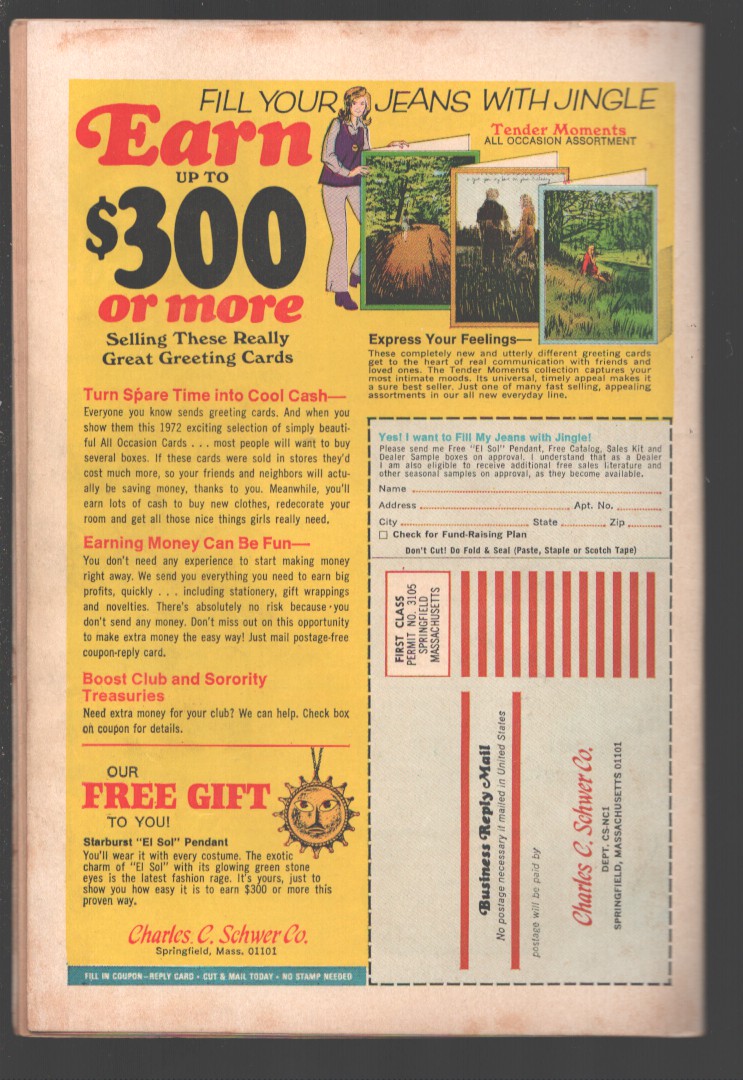 FILL YOUR JEANS WITH JINGLE
Earn
UP TO
$300
or more
Selling These Really
Great Greeting Cards
Tender Moments
ALL OCCASION ASSORTMENT
Turn Spare Time into Cool Cash—
Everyone you know sends greeting cards. And when you
show them this 1972 exciting selection of simply beauti-
ful All Occasion Cards . . . most people will want to buy
several boxes. If these cards were sold in stores they'd
cost much more, so your friends and neighbors will actu-
ally be saving money, thanks to you. Meanwhile, you'll
earn lots of cash to buy new clothes, redecorate your
room and get all those nice things girls really need.
Earning Money Can Be Fun—
You don't need any experience to start making money
right away. We send you everything you need to earn big
profits, quickly . . . including stationery, gift wrappings
and novelties. There's absolutely no risk because you
don't send any money. Don't miss out on this opportunity
to make extra money the easy way! Just mail postage-free
coupon-reply card.
Boost Club and Sorority
Treasuries
Need extra money for your club? We can help. Check box
on coupon for details.
OUR
FREE GIFT
TO YOU!
Starburst "El Sol" Pendant
You'll wear it with every costume. The exotic
charm of "El Sol" with its glowing green stone
eyes is the latest fashion rage. It's yours, just to
show you how easy it is to earn $300 or more this
proven way.
Charles C. Schwer Co.
Springfield, Mass. 01101
FILL IN COUPON–REPLY CARD • CUT & MAIL TODAY • NO STAMP NEEDED
Express Your Feelings—
These completely new and utterly different greeting cards
get to the heart of real communication with friends and
loved ones. The Tender Moments collection captures your
most intimate moods. Its universal, timely appeal makes it
a sure best seller. Just one of many fast selling, appealing
assortments in our all new everyday line.
Yes! I want to Fill My Jeans with Jingle!
Please send me Free "El Sol" Pendant, Free Catalog, Sales Kit and
Dealer Sample boxes on approval. I understand that as a Dealer
I am also eligible to receive additional free sales literature and
other seasonal samples on approval, as they become available.
Name
Address Apt. No.
City State Zip
☐ Check for Fund-Raising Plan
Don't Cut! Do Fold & Seal (Paste, Staple or Scotch Tape)
FIRST CLASS
PERMIT NO. 3105
SPRINGFIELD
MASSACHUSETTS
Business Reply Mail
No postage necessary if mailed in United States
postage will be paid by
Charles C. Schwer Co.
DEPT. CS-NC1
SPRINGFIELD, MASSACHUSETTS 01101